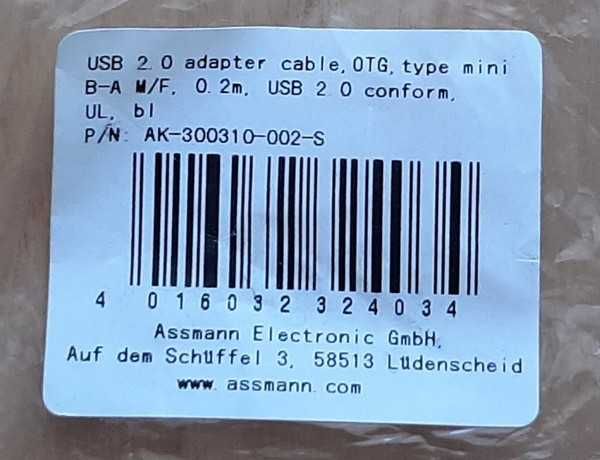 USB 2.0 adapter cable, OTG, type mini
B-A M/F, 0.2m, USB 2.0 conform,
UL, bl
P/N: AK-300310-002-S
4 016032 324034
Assmann Electronic GmbH,
Auf dem Schüffel 3, 58513 Lüdenscheid
www.assmann.com